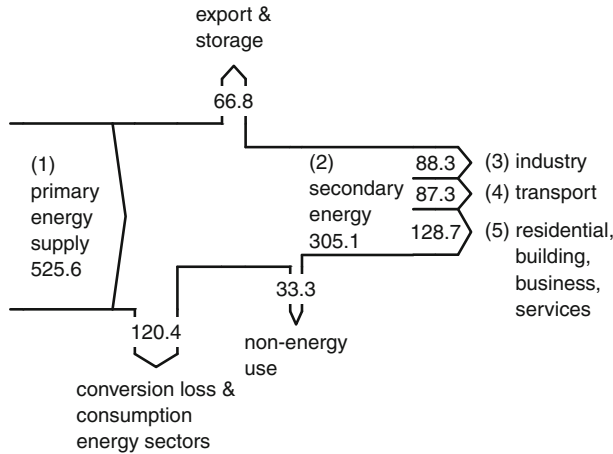 export &
storage
66.8
(1)
primary
energy
supply
525.6
(2)
secondary
energy
305.1
88.3
87.3
128.7
(3) industry
(4) transport
(5) residential,
building,
business,
services
120.4
33.3
non-energy
use
conversion loss &
consumption
energy sectors